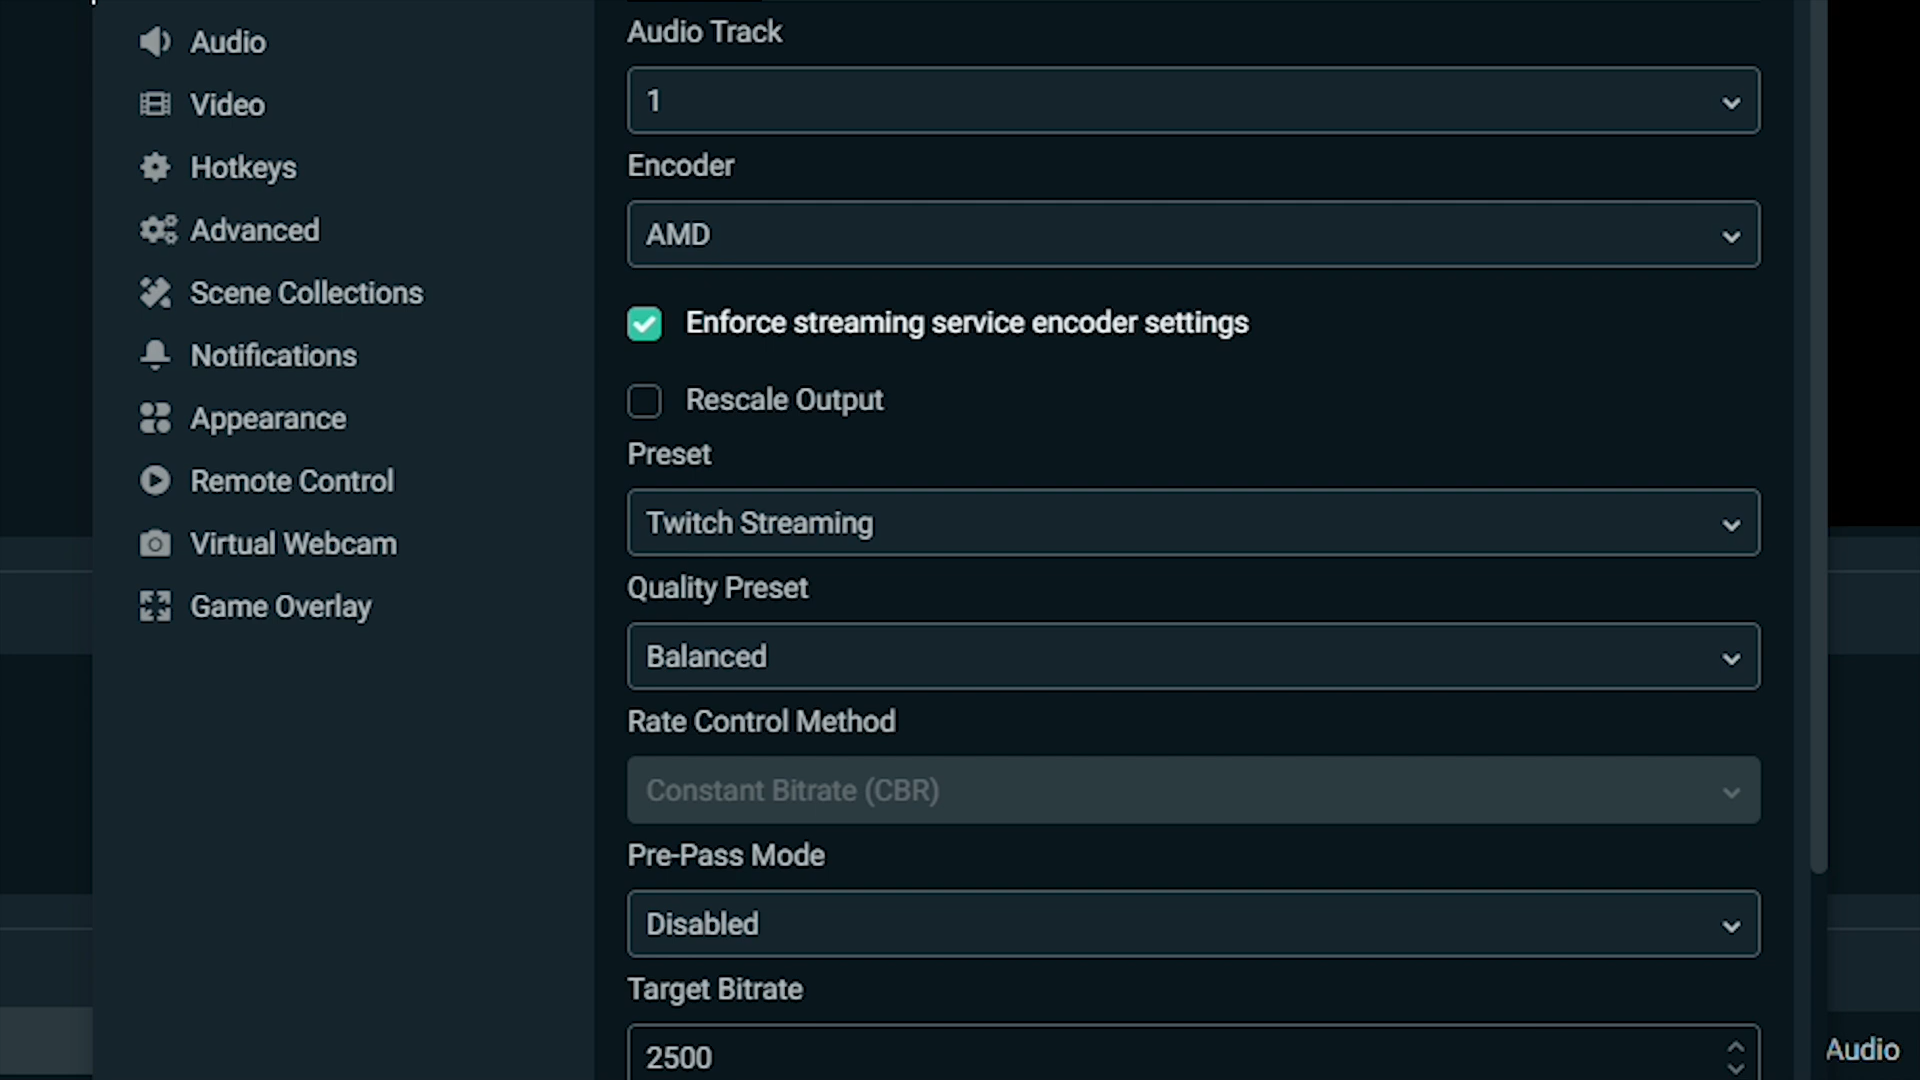 Audio
Video
Hotkeys
Advanced
Scene Collections
Notifications
Appearance
Remote Control
Virtual Webcam
Game Overlay
Audio Track
1
Encoder
AMD
Enforce streaming service encoder settings
Rescale Output
Preset
Twitch Streaming
Quality Preset
Balanced
Rate Control Method
Constant Bitrate (CBR)
Pre-Pass Mode
Disabled
Target Bitrate
2500
Audio